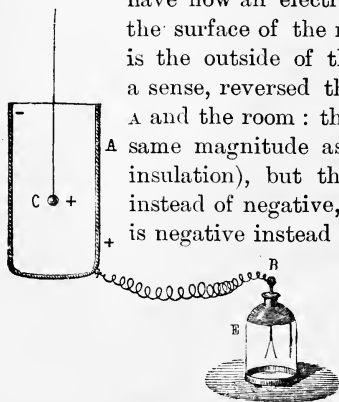 have now an electr
the surface of the r
is the outside of th
a sense, reversed th
A and the room : th
same magnitude as
insulation), but th
instead of negative,
is negative instead
-
A
C +
+
B
E